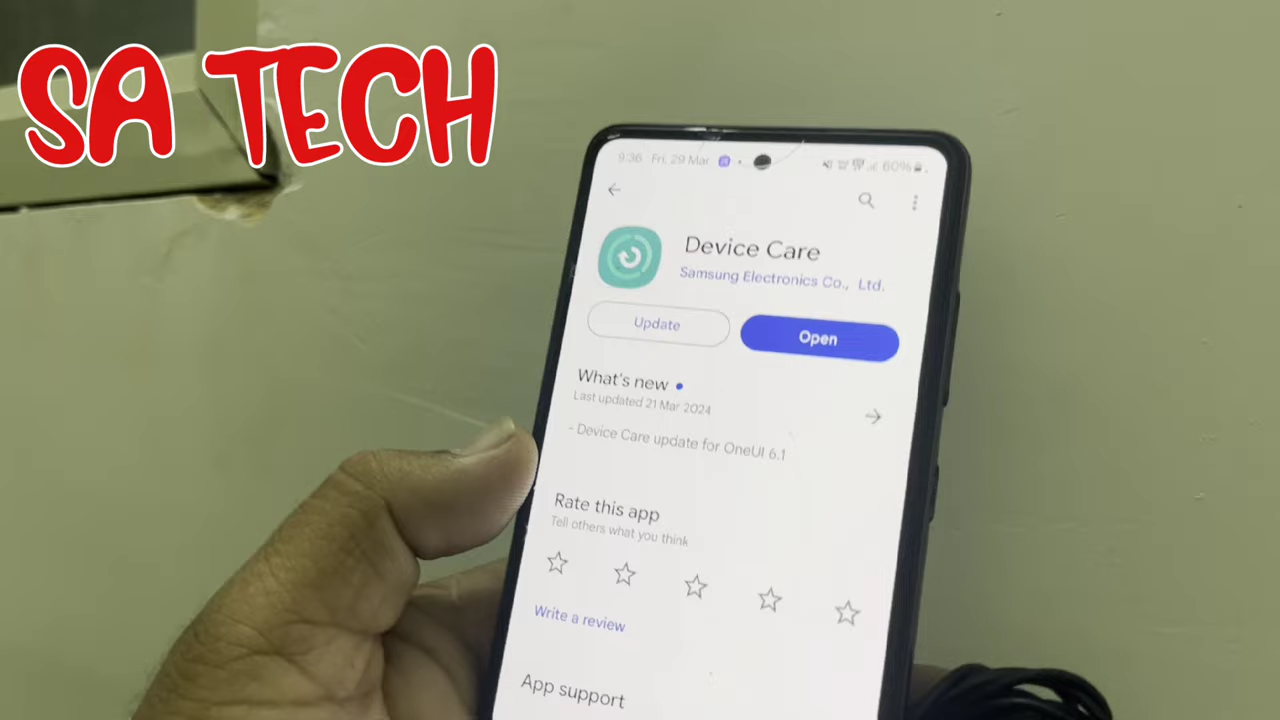 SA TECH
9:36 Fri, 29 Mar
60%
Device Care
Samsung Electronics Co., Ltd.
Update
Open
What's new
Last updated 21 Mar 2024
- Device Care update for OneUI 6.1
Rate this app
Tell others what you think
Write a review
App support